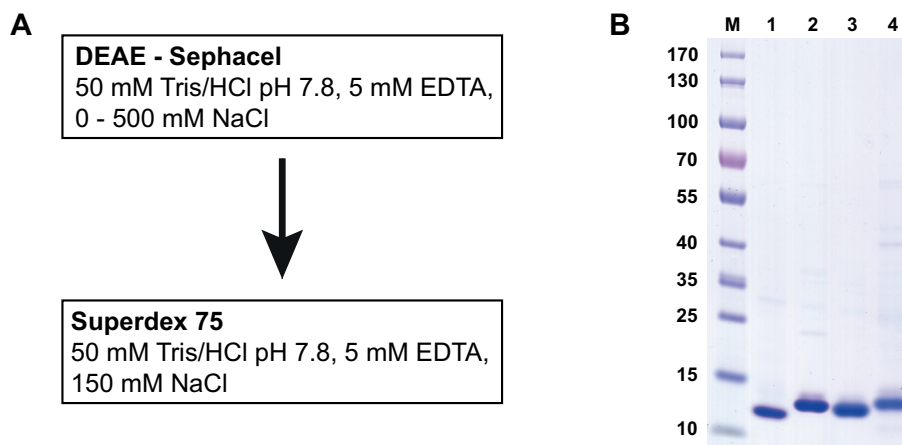 A
DEAE - Sephacel
50 mM Tris/HCl pH 7.8, 5 mM EDTA,
0 - 500 mM NaCl
Superdex 75
50 mM Tris/HCl pH 7.8, 5 mM EDTA,
150 mM NaCl
B
M 1 2 3 4
170
130
100
70
55
40
35
25
15
10